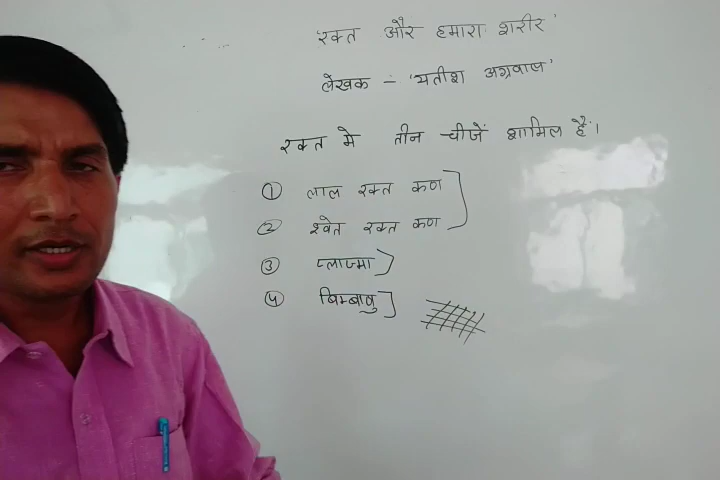 'रक्त और हमारा शरीर'
लेखक – 'यतीश अग्रवाल'
रक्त मे तीन चीजें शामिल हैं।
① लाल रक्त कण
② श्वेत रक्त कण
③ प्लाज्मा
④ बिम्बाणु